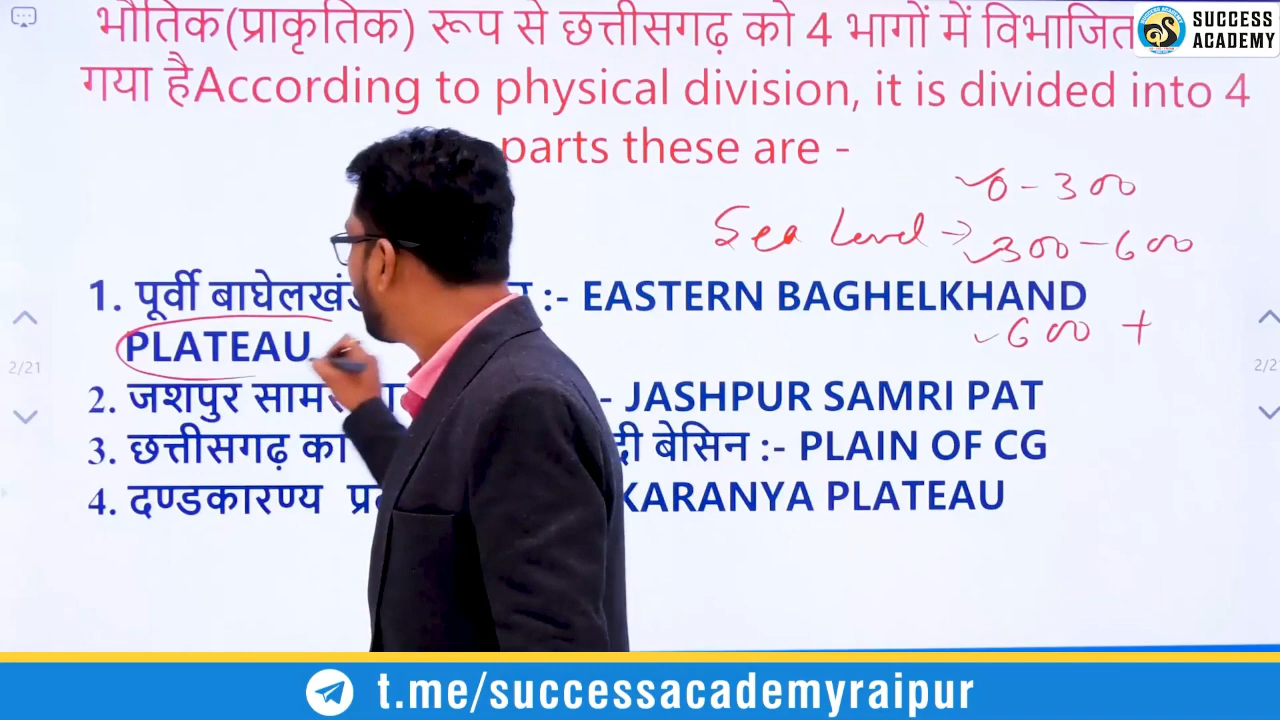 भौतिक(प्राकृतिक) रूप से छत्तीसगढ़ को 4 भागों में विभाजित
SUCCESS
ACADEMY
गया हैAccording to physical division, it is divided into 4
parts these are -
0 - 300
Sea Level → 300 - 600
600 +
1. पूर्वी :- EASTERN BAGHELKHAND
PLATEAU
2. जशपुर - JASHPUR SAMRI PAT
3. छत्तीसगढ़ का बेसिन :- PLAIN OF CG
4. दण्डकारण्य PLATEAU
2/21
t.me/successacademyraipur